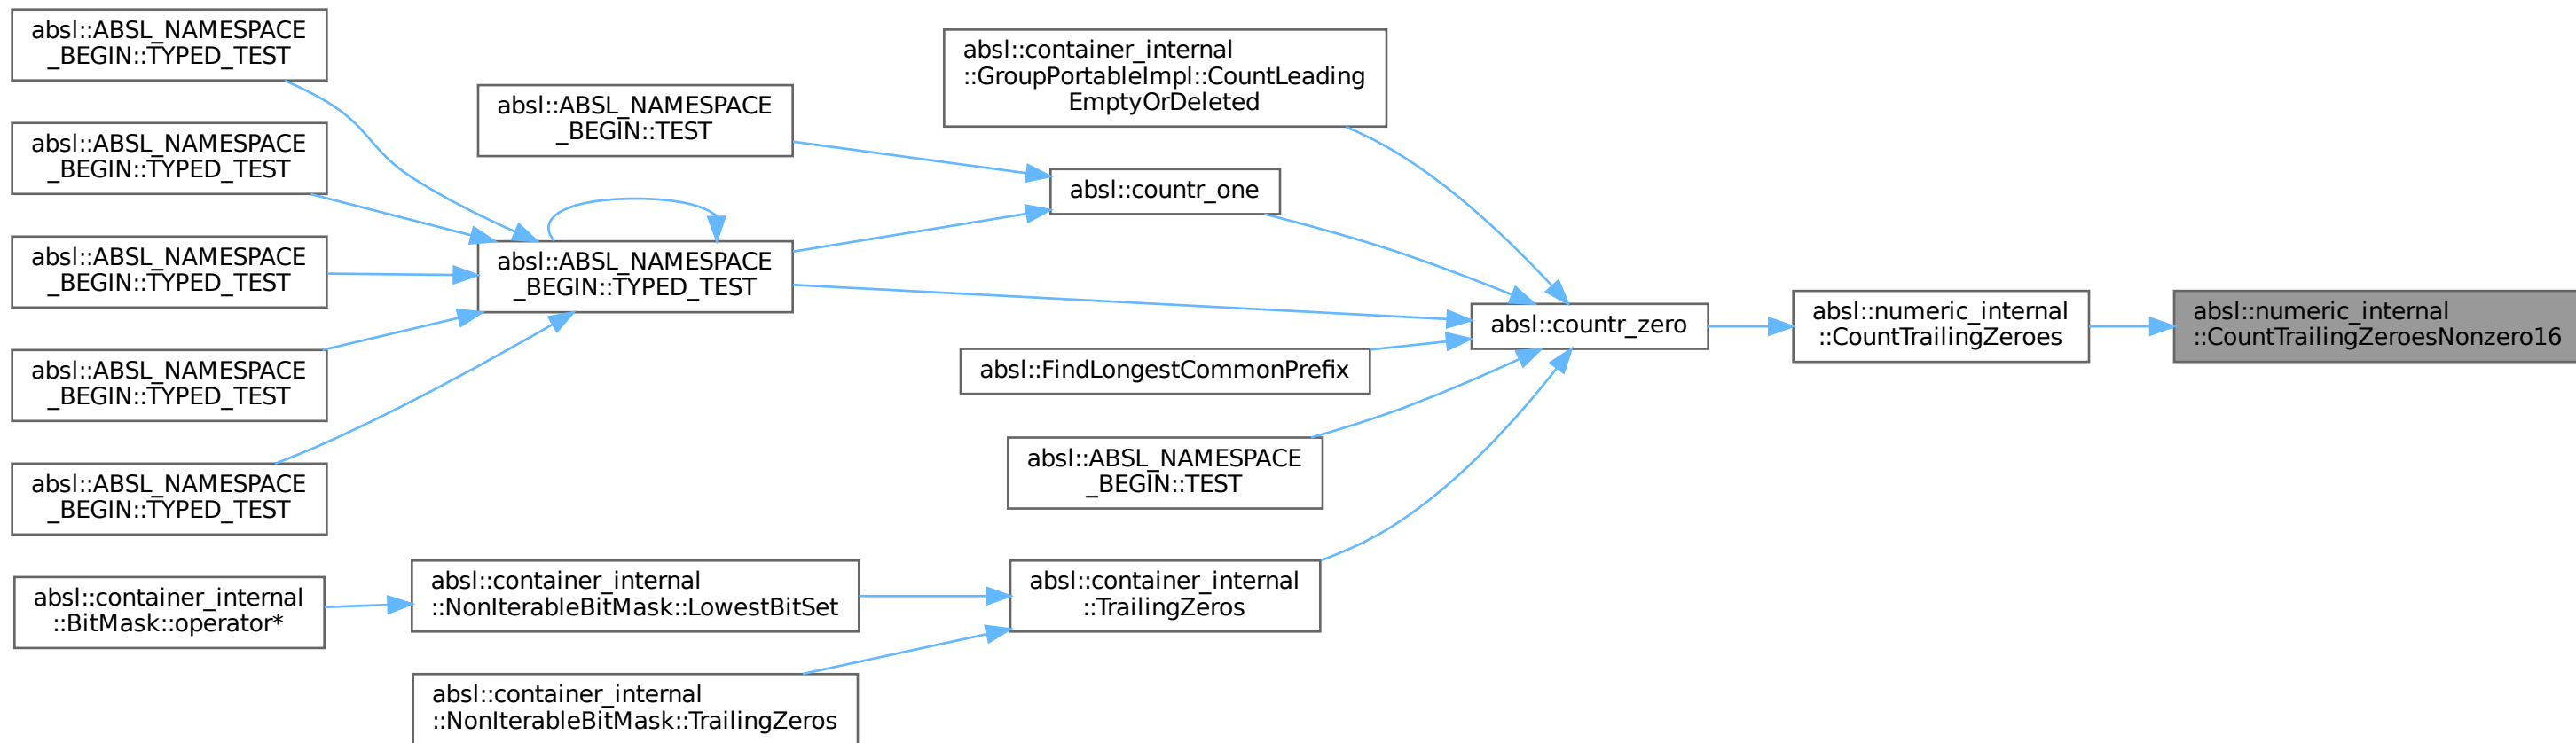 absl::ABSL_NAMESPACE
_BEGIN::TYPED_TEST
absl::ABSL_NAMESPACE
_BEGIN::TYPED_TEST
absl::ABSL_NAMESPACE
_BEGIN::TYPED_TEST
absl::ABSL_NAMESPACE
_BEGIN::TYPED_TEST
absl::ABSL_NAMESPACE
_BEGIN::TYPED_TEST
absl::container_internal
::BitMask::operator*
absl::ABSL_NAMESPACE
_BEGIN::TEST
absl::ABSL_NAMESPACE
_BEGIN::TYPED_TEST
absl::container_internal
::NonIterableBitMask::LowestBitSet
absl::container_internal
::NonIterableBitMask::TrailingZeros
absl::container_internal
::GroupPortableImpl::CountLeading
EmptyOrDeleted
absl::countr_one
absl::FindLongestCommonPrefix
absl::ABSL_NAMESPACE
_BEGIN::TEST
absl::container_internal
::TrailingZeros
absl::countr_zero
absl::numeric_internal
::CountTrailingZeroes
absl::numeric_internal
::CountTrailingZeroesNonzero16